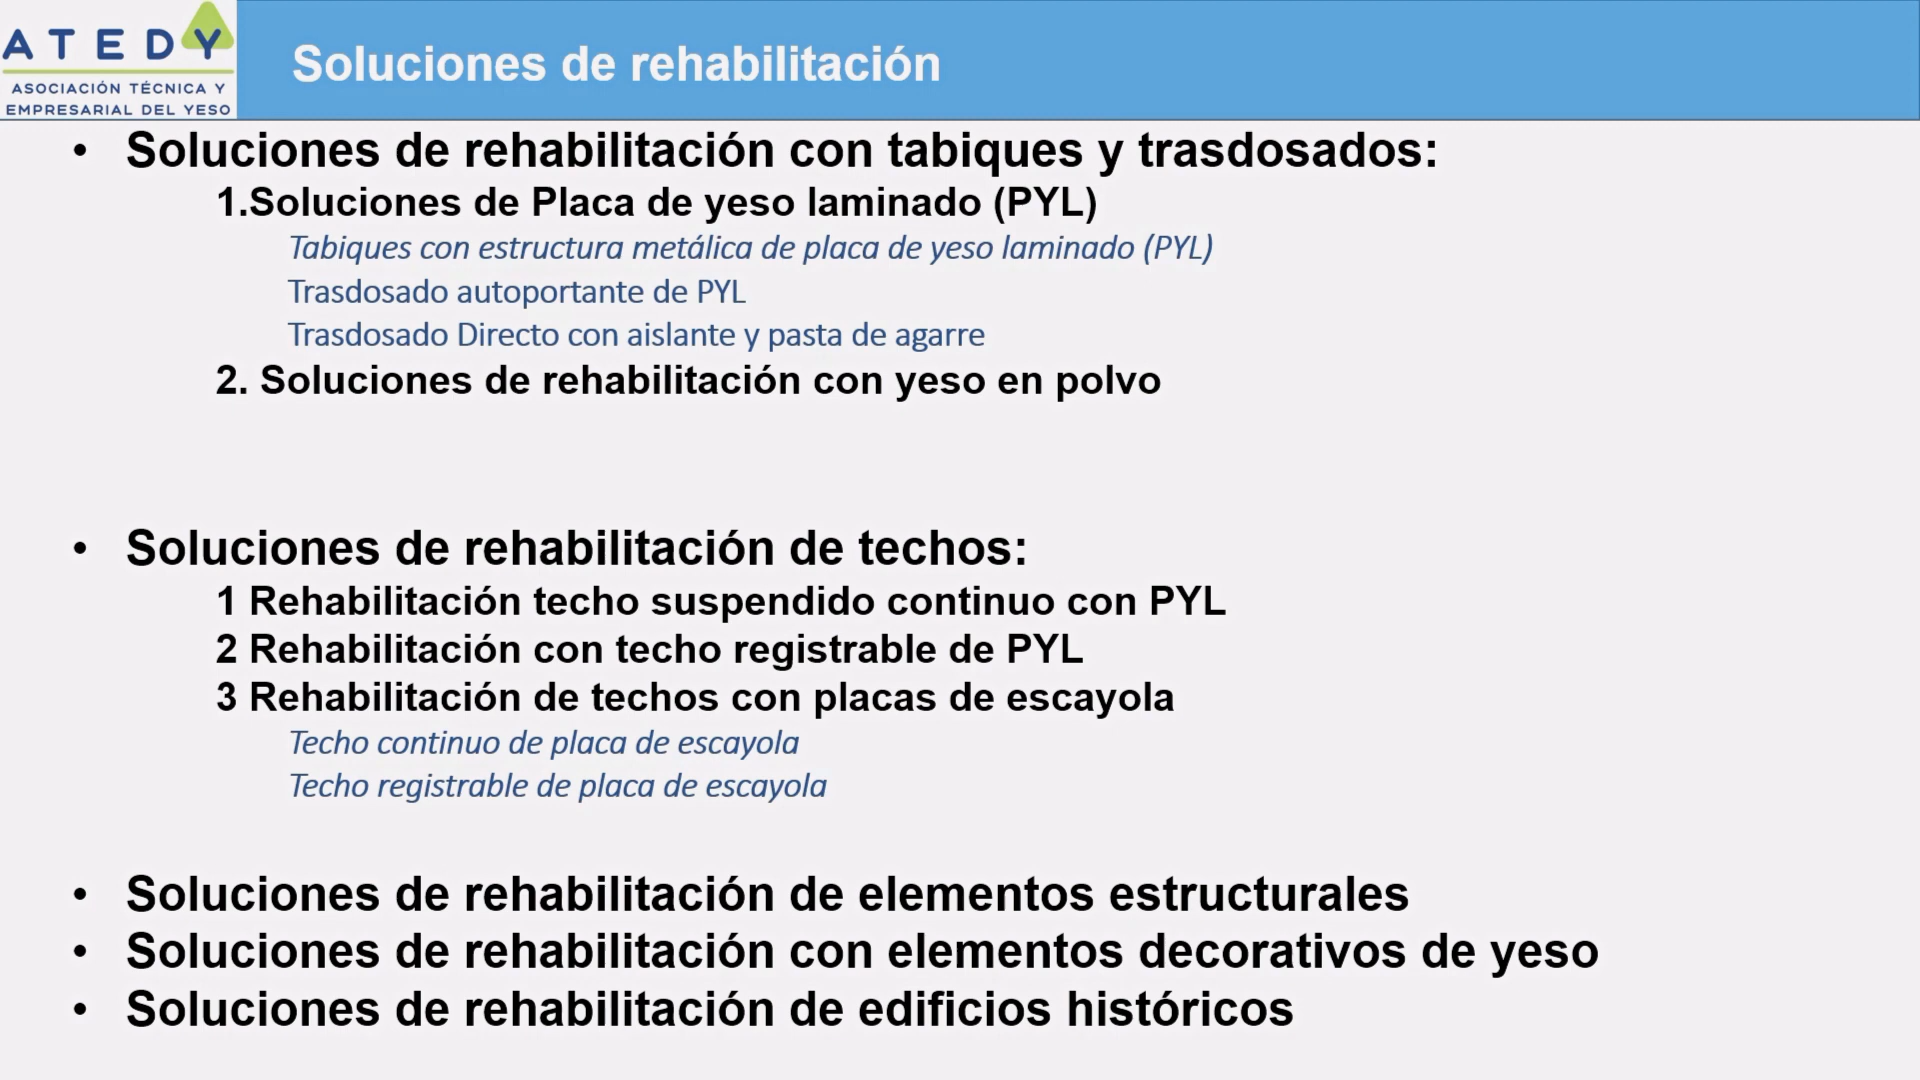 ATEDY
ASOCIACIÓN TÉCNICA Y
EMPRESARIAL DEL YESO
Soluciones de rehabilitación
• Soluciones de rehabilitación con tabiques y trasdosados:
1.Soluciones de Placa de yeso laminado (PYL)
Tabiques con estructura metálica de placa de yeso laminado (PYL)
Trasdosado autoportante de PYL
Trasdosado Directo con aislante y pasta de agarre
2. Soluciones de rehabilitación con yeso en polvo
• Soluciones de rehabilitación de techos:
1 Rehabilitación techo suspendido continuo con PYL
2 Rehabilitación con techo registrable de PYL
3 Rehabilitación de techos con placas de escayola
Techo continuo de placa de escayola
Techo registrable de placa de escayola
• Soluciones de rehabilitación de elementos estructurales
• Soluciones de rehabilitación con elementos decorativos de yeso
• Soluciones de rehabilitación de edificios históricos